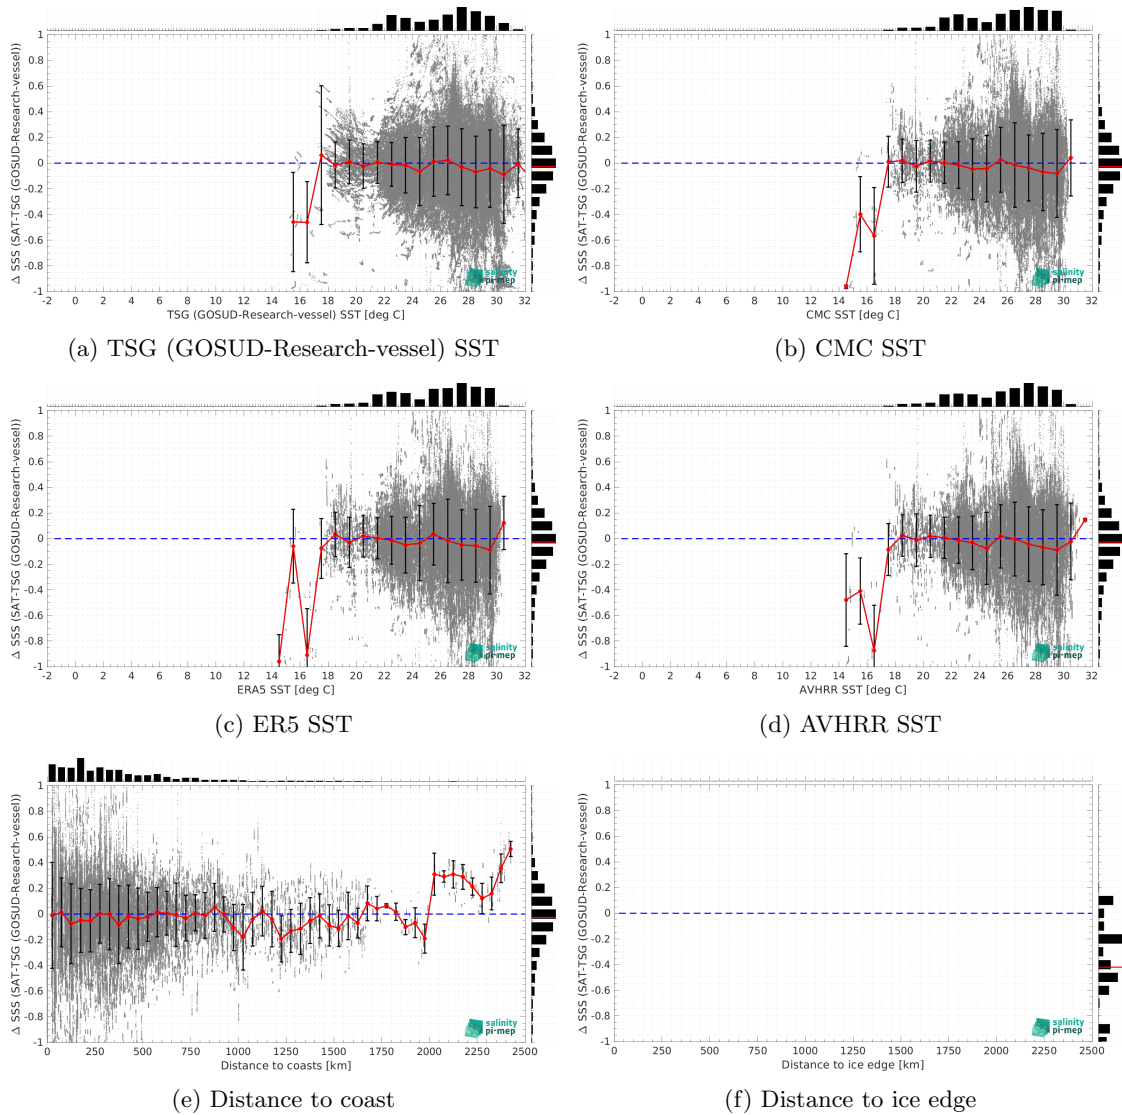 1
0.8
0.6
0.4
0.2
0
-0.2
-0.4
-0.6
-0.8
-1
Δ SSS (SAT-TSG (GOSUD-Research-vessel))
salinity
pi-mep
-2 0 2 4 6 8 10 12 14 16 18 20 22 24 26 28 30 32
TSG (GOSUD-Research-vessel) SST [deg C]
(a) TSG (GOSUD-Research-vessel) SST
1
0.8
0.6
0.4
0.2
0
-0.2
-0.4
-0.6
-0.8
-1
Δ SSS (SAT-TSG (GOSUD-Research-vessel))
salinity
pi-mep
-2 0 2 4 6 8 10 12 14 16 18 20 22 24 26 28 30 32
CMC SST [deg C]
(b) CMC SST
1
0.8
0.6
0.4
0.2
0
-0.2
-0.4
-0.6
-0.8
-1
Δ SSS (SAT-TSG (GOSUD-Research-vessel))
salinity
pi-mep
-2 0 2 4 6 8 10 12 14 16 18 20 22 24 26 28 30 32
ERA5 SST [deg C]
(c) ER5 SST
1
0.8
0.6
0.4
0.2
0
-0.2
-0.4
-0.6
-0.8
-1
Δ SSS (SAT-TSG (GOSUD-Research-vessel))
salinity
pi-mep
-2 0 2 4 6 8 10 12 14 16 18 20 22 24 26 28 30 32
AVHRR SST [deg C]
(d) AVHRR SST
1
0.8
0.6
0.4
0.2
0
-0.2
-0.4
-0.6
-0.8
-1
Δ SSS (SAT-TSG (GOSUD-Research-vessel))
salinity
pi-mep
0 250 500 750 1000 1250 1500 1750 2000 2250 2500
Distance to coasts [km]
(e) Distance to coast
1
0.8
0.6
0.4
0.2
0
-0.2
-0.4
-0.6
-0.8
-1
Δ SSS (SAT-TSG (GOSUD-Research-vessel))
salinity
pi-mep
0 250 500 750 1000 1250 1500 1750 2000 2250 2500
Distance to ice edge [km]
(f) Distance to ice edge